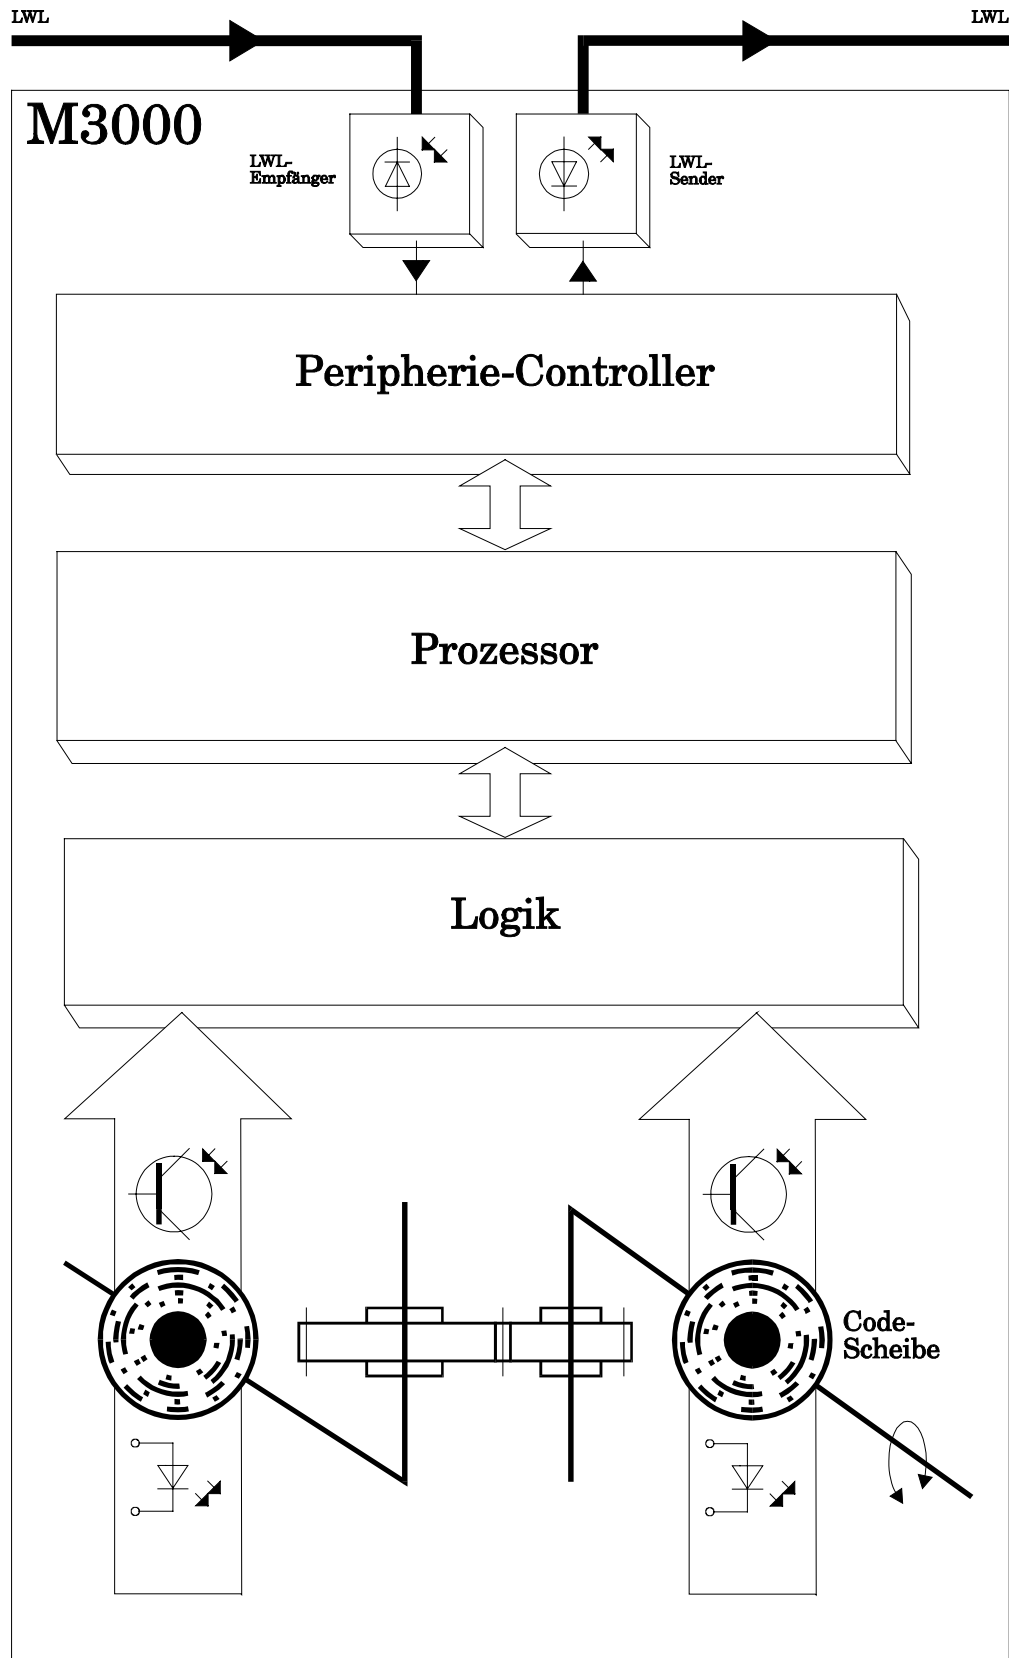 LWL
LWL
M3000
LWL-
Empfänger
LWL-
Sender
Peripherie-Controller
Prozessor
Logik
Code-
Scheibe